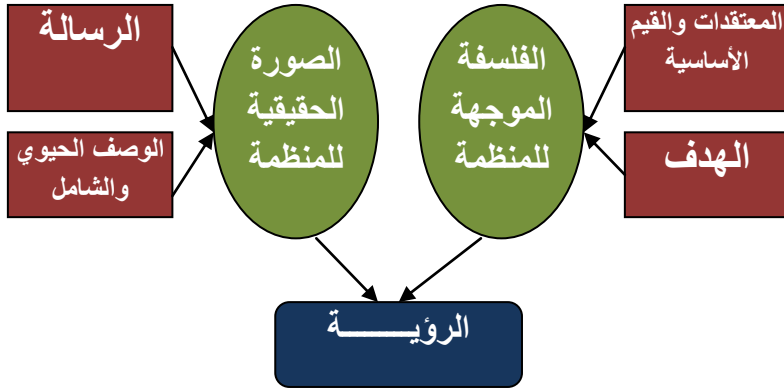 المعتقدات والقيم
الأساسية
الهدف
الفلسفة
الموجهة
للمنظمة
الصورة
الحقيقية
للمنظمة
الرسالة
الوصف الحيوي
والشامل
الرؤيـــــــة